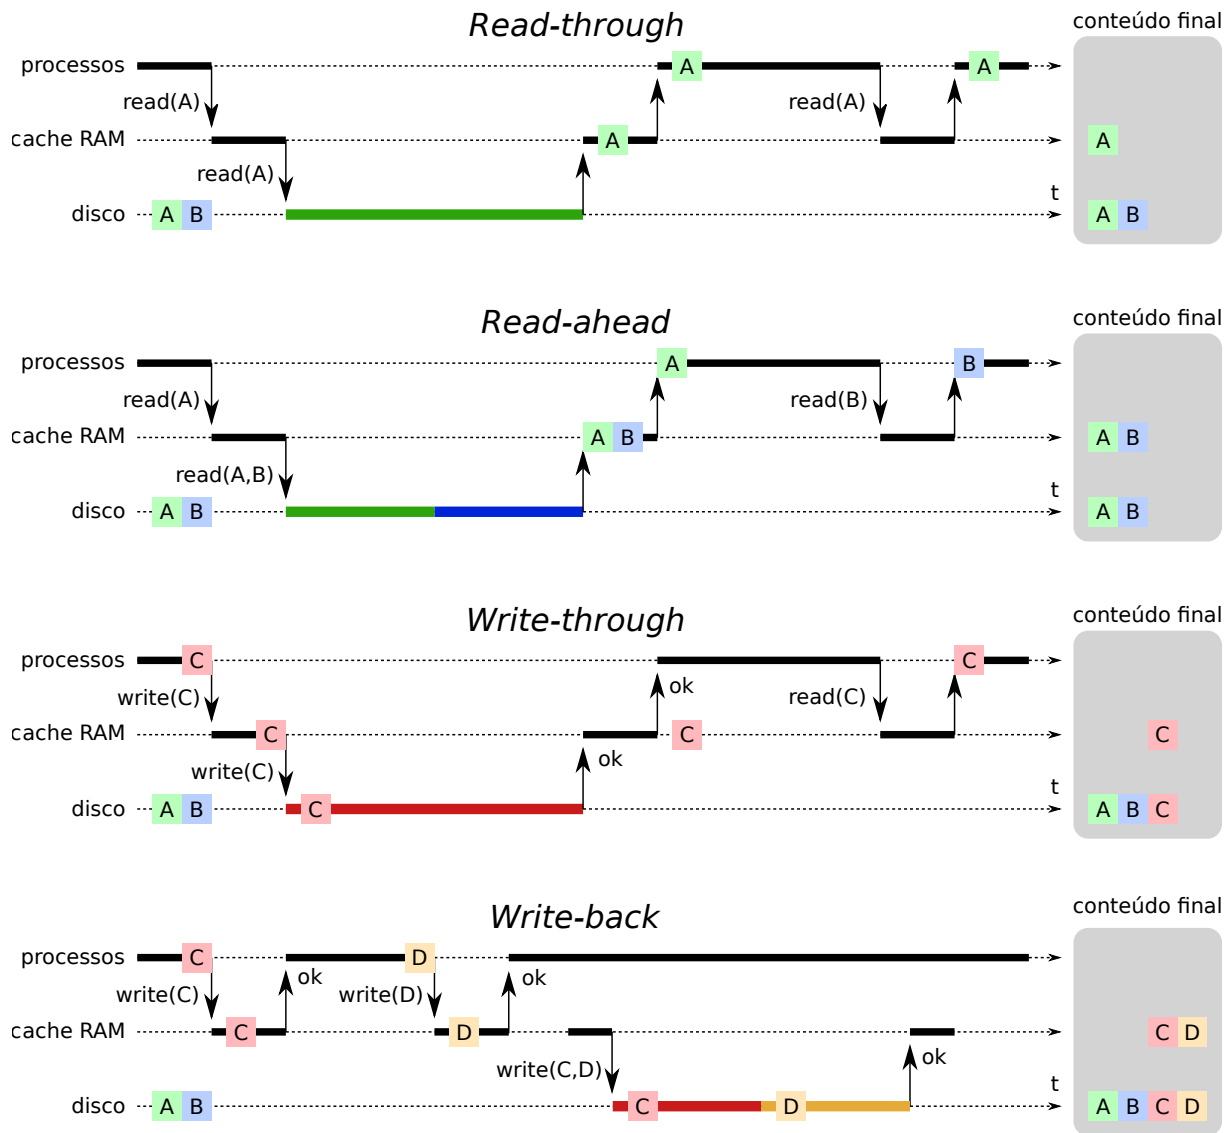 Read-through
conteúdo final
processos A A
read(A) read(A)
cache RAM A A
read(A) t
disco A B A B
Read-ahead
conteúdo final
processos A B
read(A) read(B)
cache RAM A B A B
read(A,B) t
disco A B A B
Write-through
conteúdo final
processos C C
write(C) ok read(C)
cache RAM C C C
write(C) ok t
disco A B C A B C
Write-back
conteúdo final
processos C D
write(C) ok write(D) ok
cache RAM C D C D
write(C,D) ok t
disco A B C D A B C D